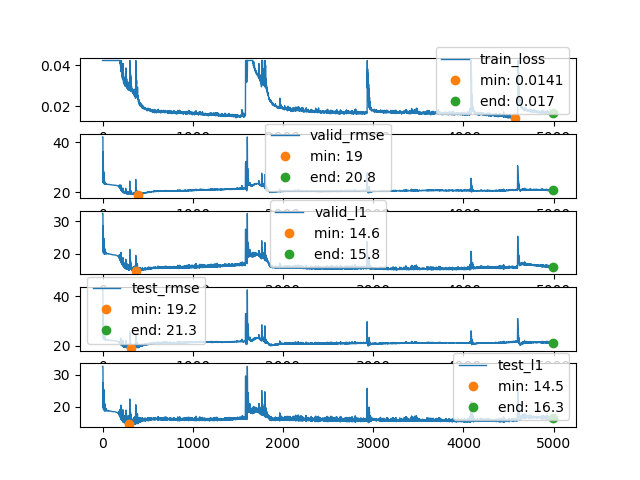 train_loss
min: 0.0141
end: 0.017
0.04
0.02
valid_rmse
min: 19
end: 20.8
40
20
valid_l1
min: 14.6
end: 15.8
30
20
test_rmse
min: 19.2
end: 21.3
40
20
test_l1
min: 14.5
end: 16.3
30
20
0 1000 2000 3000 4000 5000